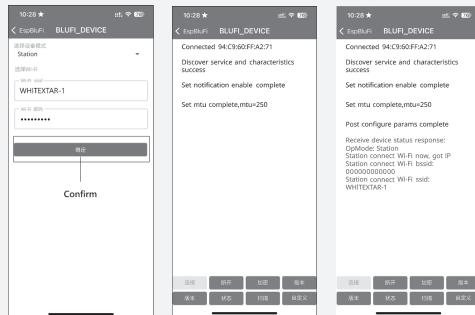 10:28
EspBluFi BLUFI_DEVICE
选择设备模式
Station
选择Wi-Fi
Wi-Fi ssid
WHITEXTAR-1
Wi-Fi 密码
•••••••••
确定
Confirm
10:28
EspBluFi BLUFI_DEVICE
Connected 94:C9:60:FF:A2:71
Discover service and characteristics
success
Set notification enable complete
Set mtu complete,mtu=250
连接 断开 加密 版本
版本 状态 扫描 自定义
10:28
EspBluFi BLUFI_DEVICE
Connected 94:C9:60:FF:A2:71
Discover service and characteristics
success
Set notification enable complete
Set mtu complete,mtu=250
Post configure params complete
Receive device status response:
OpMode: Station
Station connect Wi-Fi now, got IP
Station connect Wi-Fi bssid:
000000000000
Station connect Wi-Fi ssid:
WHITEXTAR-1
连接 断开 加密 版本
版本 状态 扫描 自定义